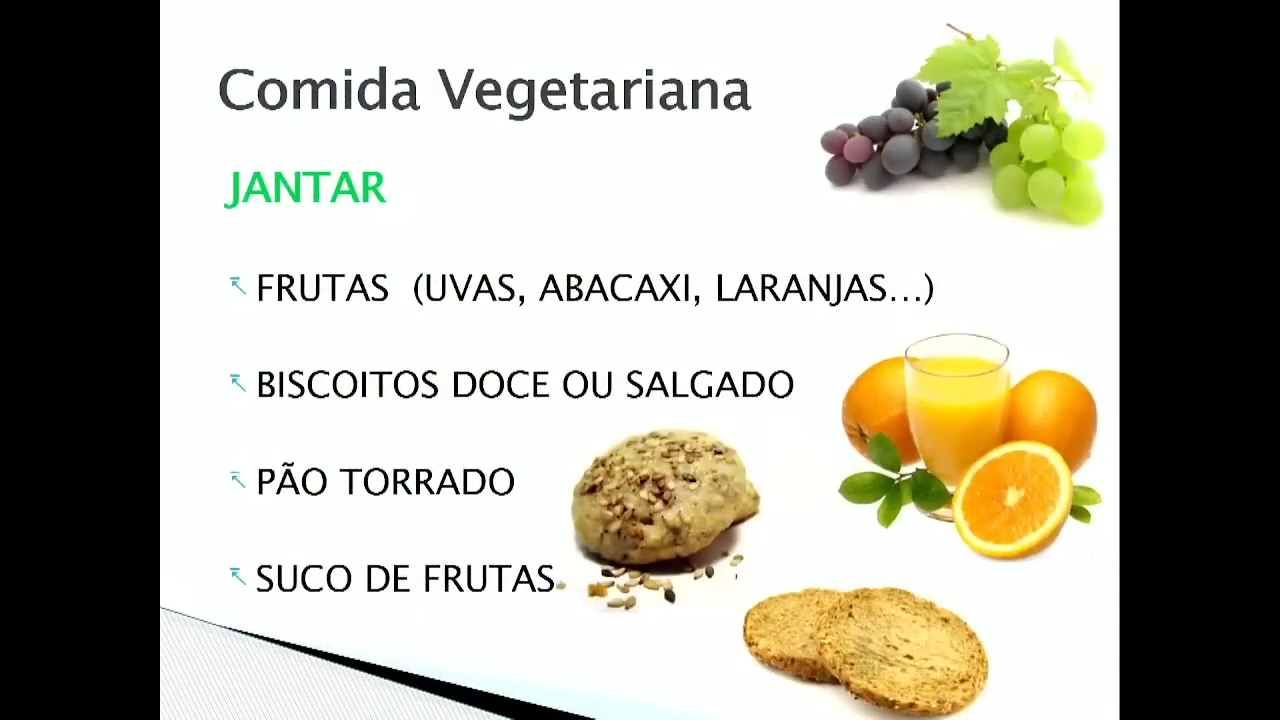 Comida Vegetariana
JANTAR
FRUTAS (UVAS, ABACAXI, LARANJAS...)
BISCOITOS DOCE OU SALGADO
PÃO TORRADO
SUCO DE FRUTAS